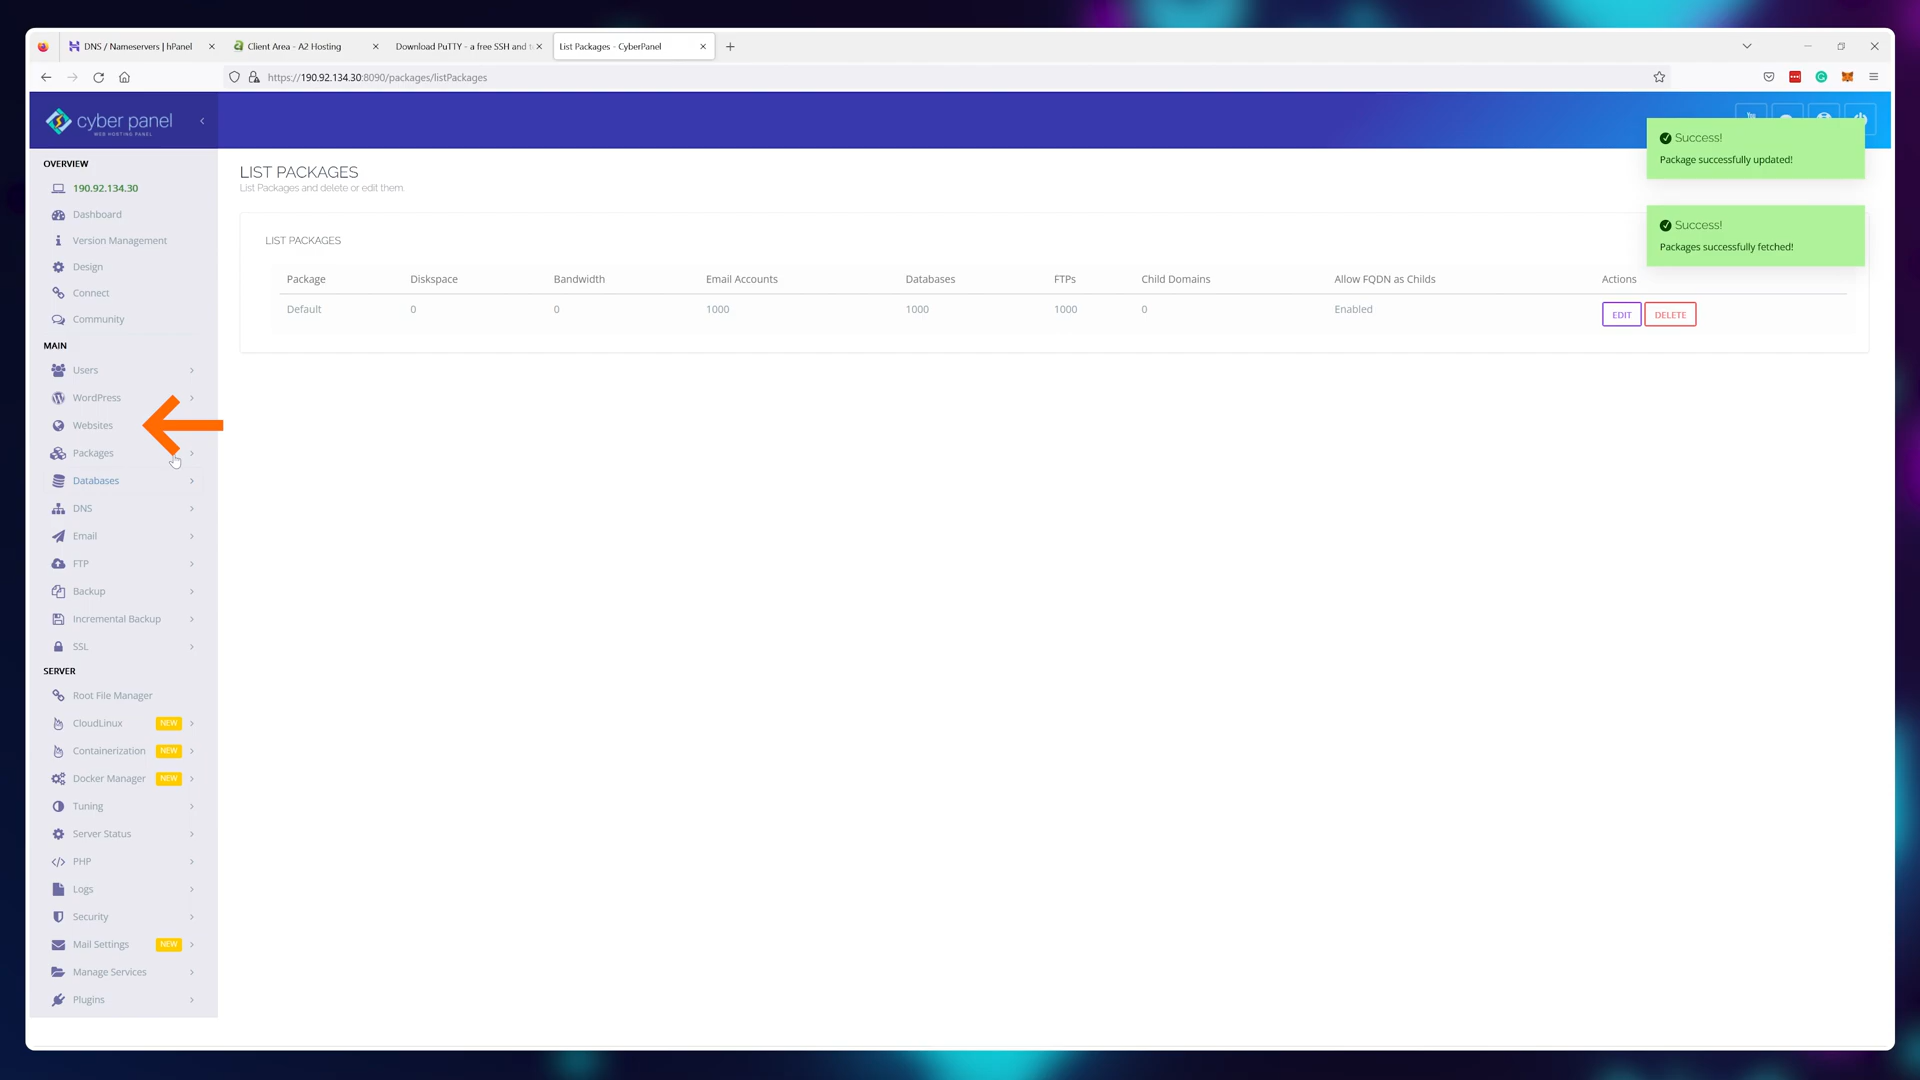 DNS / Nameservers | hPanel
Client Area - A2 Hosting
Download PuTTY - a free SSH and t
List Packages - CyberPanel
https://190.92.134.30:8090/packages/listPackages
cyber panel
WEB HOSTING PANEL
OVERVIEW
190.92.134.30
Dashboard
Version Management
Design
Connect
Community
MAIN
Users
WordPress
Websites
Packages
Databases
DNS
Email
FTP
Backup
Incremental Backup
SSL
SERVER
Root File Manager
CloudLinux NEW
Containerization NEW
Docker Manager NEW
Tuning
Server Status
PHP
Logs
Security
Mail Settings NEW
Manage Services
Plugins
LIST PACKAGES
List Packages and delete or edit them.
LIST PACKAGES
Package Diskspace Bandwidth Email Accounts Databases FTPs Child Domains Allow FQDN as Childs Actions
Default 0 0 1000 1000 1000 0 Enabled EDIT DELETE
Success!
Package successfully updated!
Success!
Packages successfully fetched!